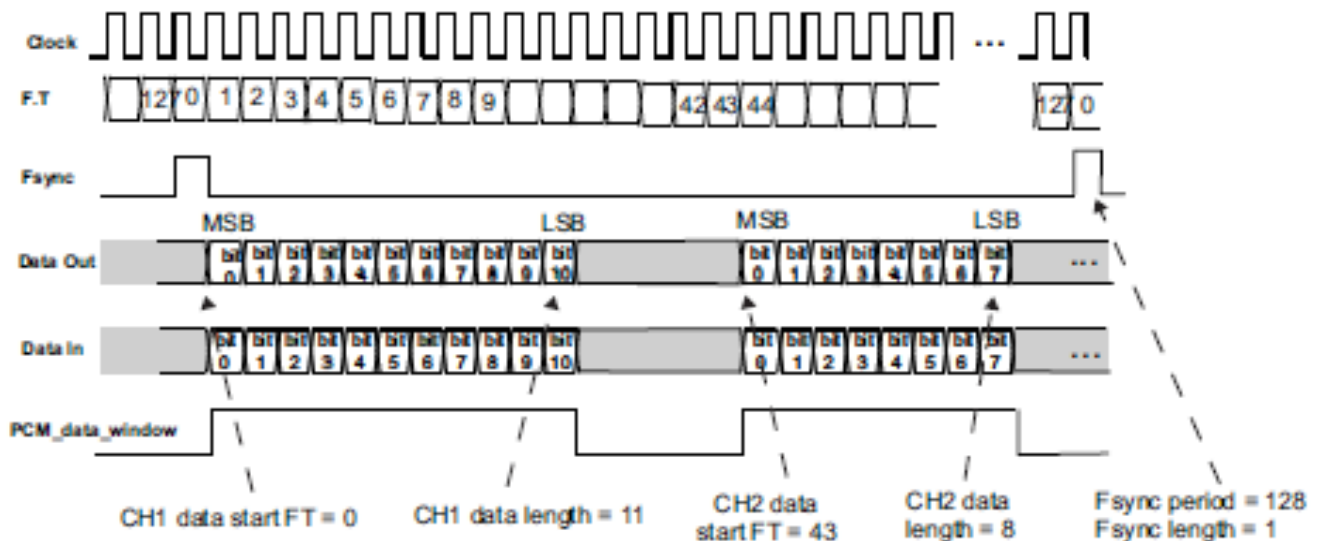 Clock ...
F.T 127 0 1 2 3 4 5 6 7 8 9 42 43 44 127 0
Fsync
MSB LSB MSB LSB
Data Out bit 0 bit 1 bit 2 bit 3 bit 4 bit 5 bit 6 bit 7 bit 8 bit 9 bit 10 bit 0 bit 1 bit 2 bit 3 bit 4 bit 5 bit 6 bit 7 ...
Data In bit 0 bit 1 bit 2 bit 3 bit 4 bit 5 bit 6 bit 7 bit 8 bit 9 bit 10 bit 0 bit 1 bit 2 bit 3 bit 4 bit 5 bit 6 bit 7 ...
PCM_data_window
CH1 data start FT = 0
CH1 data length = 11
CH2 data
start FT = 43
CH2 data
length = 8
Fsync period = 128
Fsync length = 1